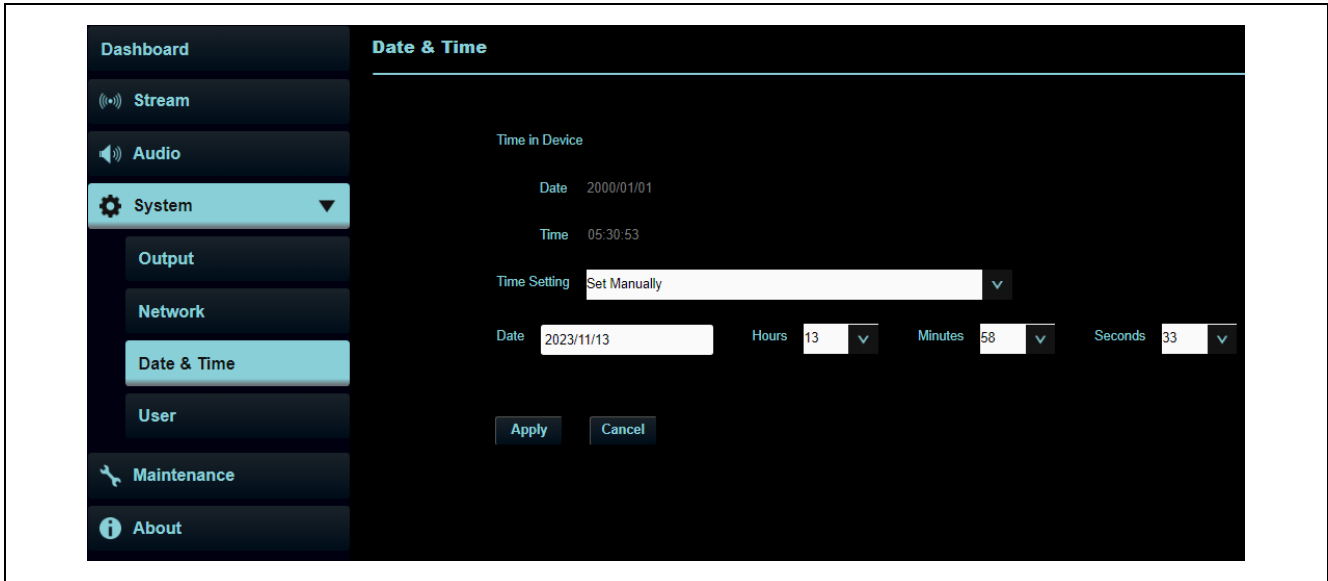 Dashboard
Date & Time
Stream
Audio
System
Output
Network
Date & Time
User
Maintenance
About
Time in Device
Date 2000/01/01
Time 05:30:53
Time Setting Set Manually
Date 2023/11/13 Hours 13 Minutes 58 Seconds 33
Apply Cancel